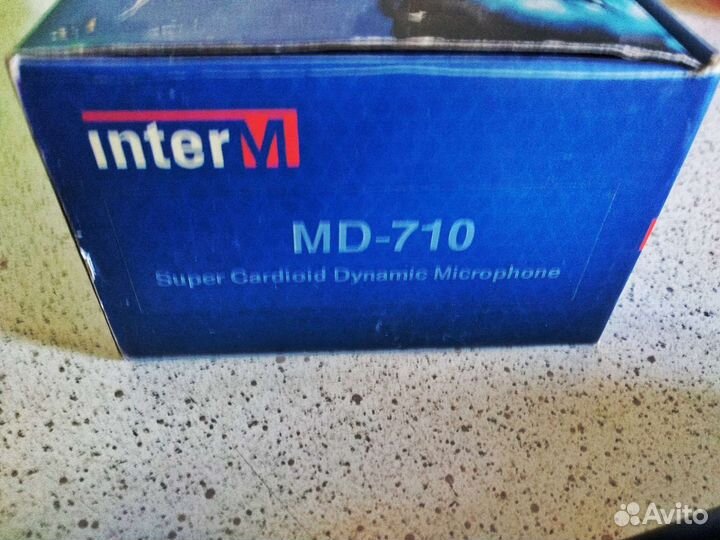 interM
MD-710
Super Cardioid Dynamic Microphone
Avito